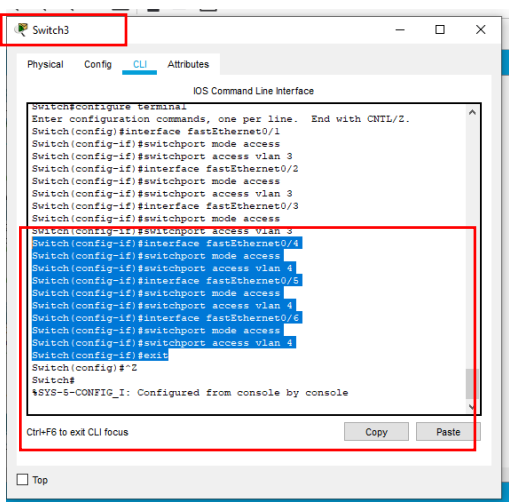 Switch3
Physical Config CLI Attributes
IOS Command Line Interface
Switch#configure terminal
Enter configuration commands, one per line. End with CNTL/Z.
Switch(config)#interface fastEthernet0/1
Switch(config-if)#switchport mode access
Switch(config-if)#switchport access vlan 3
Switch(config-if)#interface fastEthernet0/2
Switch(config-if)#switchport mode access
Switch(config-if)#switchport access vlan 3
Switch(config-if)#interface fastEthernet0/3
Switch(config-if)#switchport mode access
Switch(config-if)#switchport access vlan 3
Switch(config-if)#interface fastEthernet0/4
Switch(config-if)#switchport mode access
Switch(config-if)#switchport access vlan 4
Switch(config-if)#interface fastEthernet0/5
Switch(config-if)#switchport mode access
Switch(config-if)#switchport access vlan 4
Switch(config-if)#interface fastEthernet0/6
Switch(config-if)#switchport mode access
Switch(config-if)#switchport access vlan 4
Switch(config-if)#exit
Switch(config)#^Z
Switch#
%SYS-5-CONFIG_I: Configured from console by console
Ctrl+F6 to exit CLI focus
Copy Paste
Top